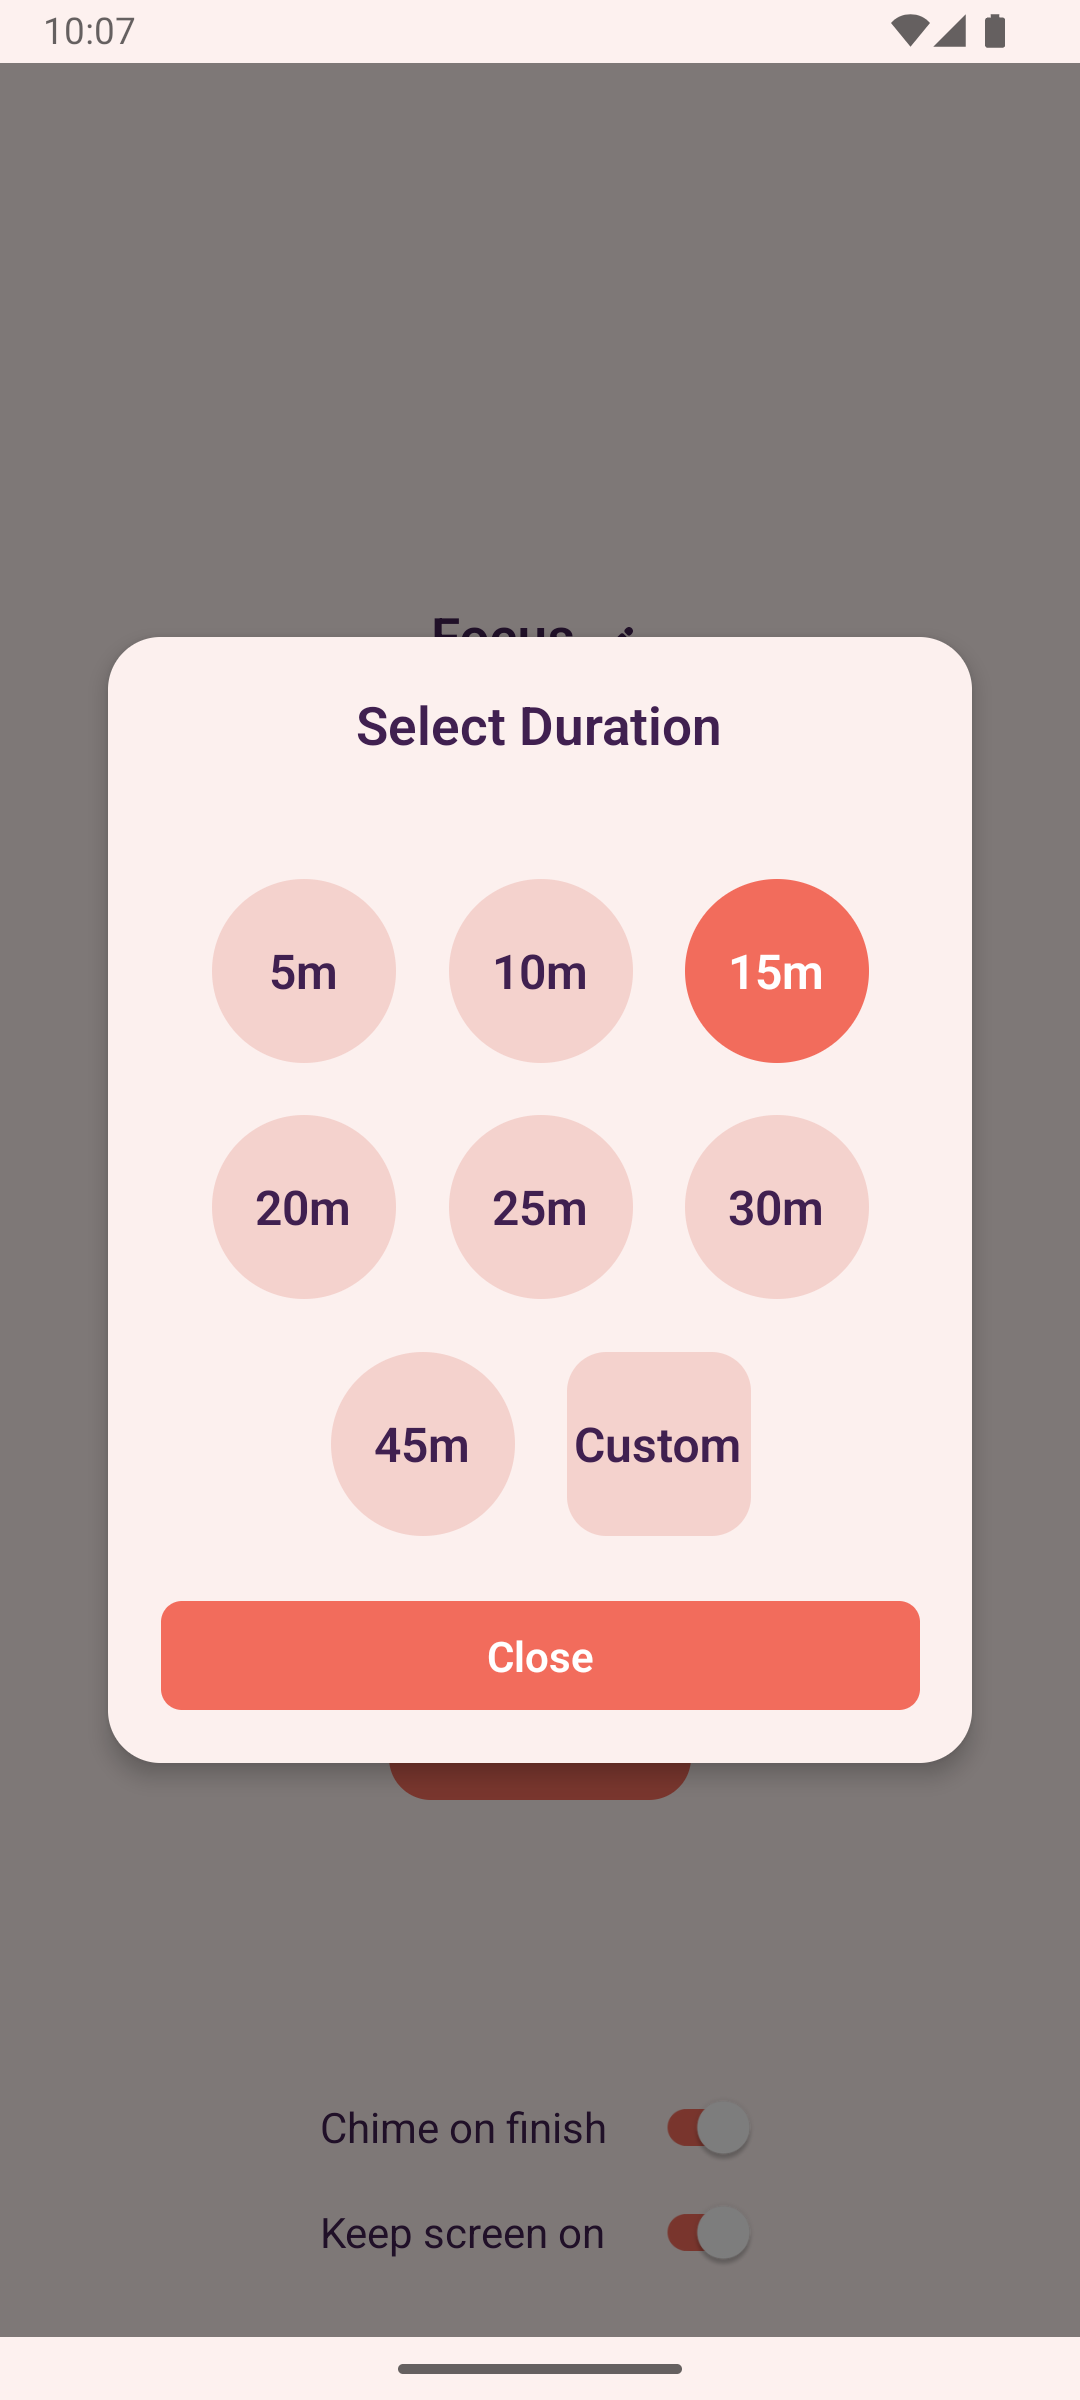 10:07
Focus
Select Duration
5m 10m 15m
20m 25m 30m
45m Custom
Close
Chime on finish
Keep screen on